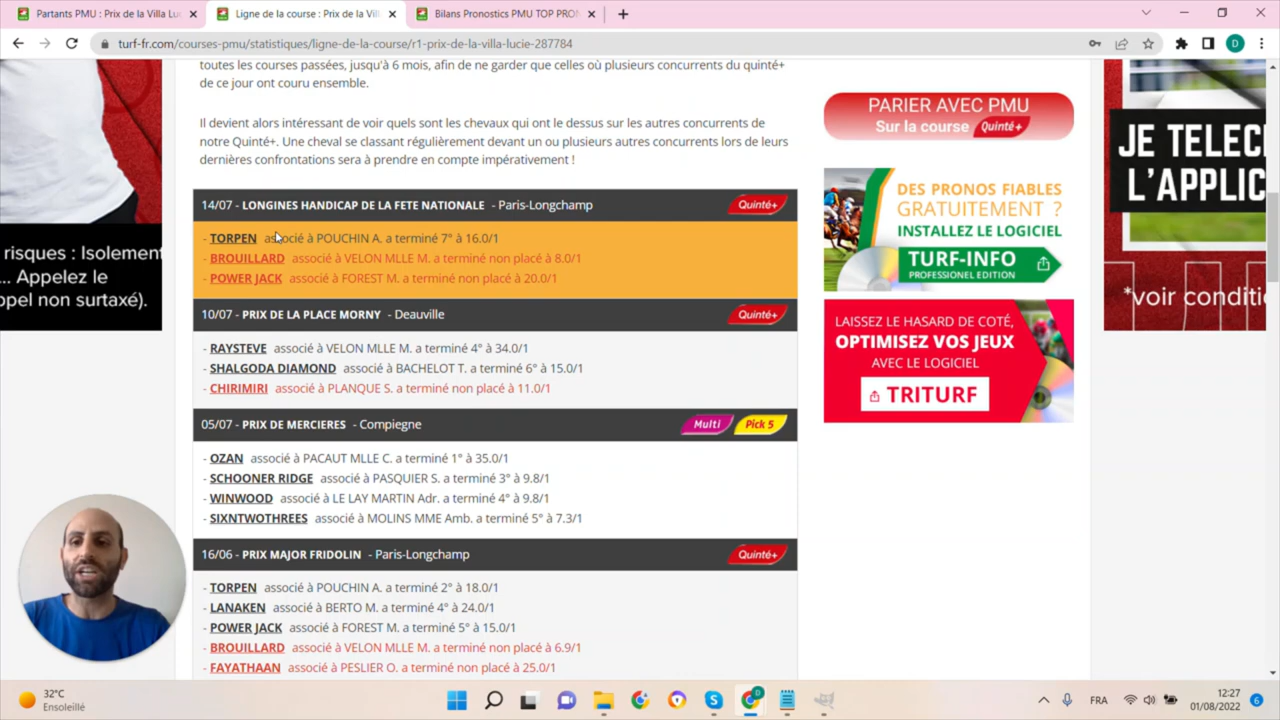 Partants PMU : Prix de la Villa Lu
Ligne de la course : Prix de la Vil
Bilans Pronostics PMU TOP PRON
turf-fr.com/courses-pmu/statistiques/ligne-de-la-course/r1-prix-de-la-villa-lucie-287784
D
toutes les courses passées, jusqu'à 6 mois, afin de ne garder que celles où plusieurs concurrents du quinté+
de ce jour ont couru ensemble.
Il devient alors intéressant de voir quels sont les chevaux qui ont le dessus sur les autres concurrents de
notre Quinté+. Une cheval se classant régulièrement devant un ou plusieurs autres concurrents lors de leurs
dernières confrontations sera à prendre en compte impérativement !
14/07 - LONGINES HANDICAP DE LA FETE NATIONALE - Paris-Longchamp Quinté+
- TORPEN associé à POUCHIN A. a terminé 7° à 16.0/1
- BROUILLARD associé à VELON MLLE M. a terminé non placé à 8.0/1
- POWER JACK associé à FOREST M. a terminé non placé à 20.0/1
10/07 - PRIX DE LA PLACE MORNY - Deauville Quinté+
- RAYSTEVE associé à VELON MLLE M. a terminé 4° à 34.0/1
- SHALGODA DIAMOND associé à BACHELOT T. a terminé 6° à 15.0/1
- CHIRIMIRI associé à PLANQUE S. a terminé non placé à 11.0/1
05/07 - PRIX DE MERCIERES - Compiegne Multi Pick 5
- OZAN associé à PACAUT MLLE C. a terminé 1° à 35.0/1
- SCHOONER RIDGE associé à PASQUIER S. a terminé 3° à 9.8/1
- WINWOOD associé à LE LAY MARTIN Adr. a terminé 4° à 9.8/1
- SIXNTWOTHREES associé à MOLINS MME Amb. a terminé 5° à 7.3/1
16/06 - PRIX MAJOR FRIDOLIN - Paris-Longchamp Quinté+
- TORPEN associé à POUCHIN A. a terminé 2° à 18.0/1
- LANAKEN associé à BERTO M. a terminé 4° à 24.0/1
- POWER JACK associé à FOREST M. a terminé 5° à 15.0/1
- BROUILLARD associé à VELON MLLE M. a terminé non placé à 6.9/1
- FAYATHAAN associé à PESLIER O. a terminé non placé à 25.0/1
risques : Isolement
... Appelez le
ppel non surtaxé).
PARIER AVEC PMU
Sur la course Quinté+
DES PRONOS FIABLES
GRATUITEMENT ?
INSTALLEZ LE LOGICIEL
TURF-INFO
PROFESSIONEL EDITION
LAISSEZ LE HASARD DE COTÉ,
OPTIMISEZ VOS JEUX
AVEC LE LOGICIEL
TRITURF
JE TELEC
L'APPLIC
*voir conditi
32°C
Ensoleillé
D
FRA
12:27
01/08/2022
6